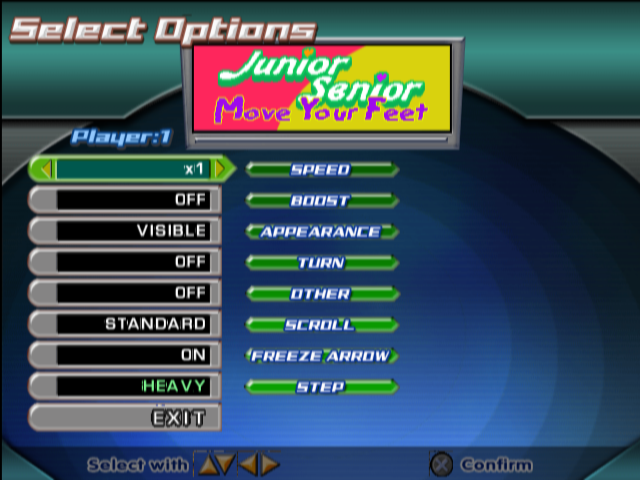 Select Options
Junior
Senior
Move Your Feet
Player:1
x1 SPEED
OFF BOOST
VISIBLE APPEARANCE
OFF TURN
OFF OTHER
STANDARD SCROLL
ON FREEZE ARROW
HEAVY STEP
EXIT
Select with Confirm